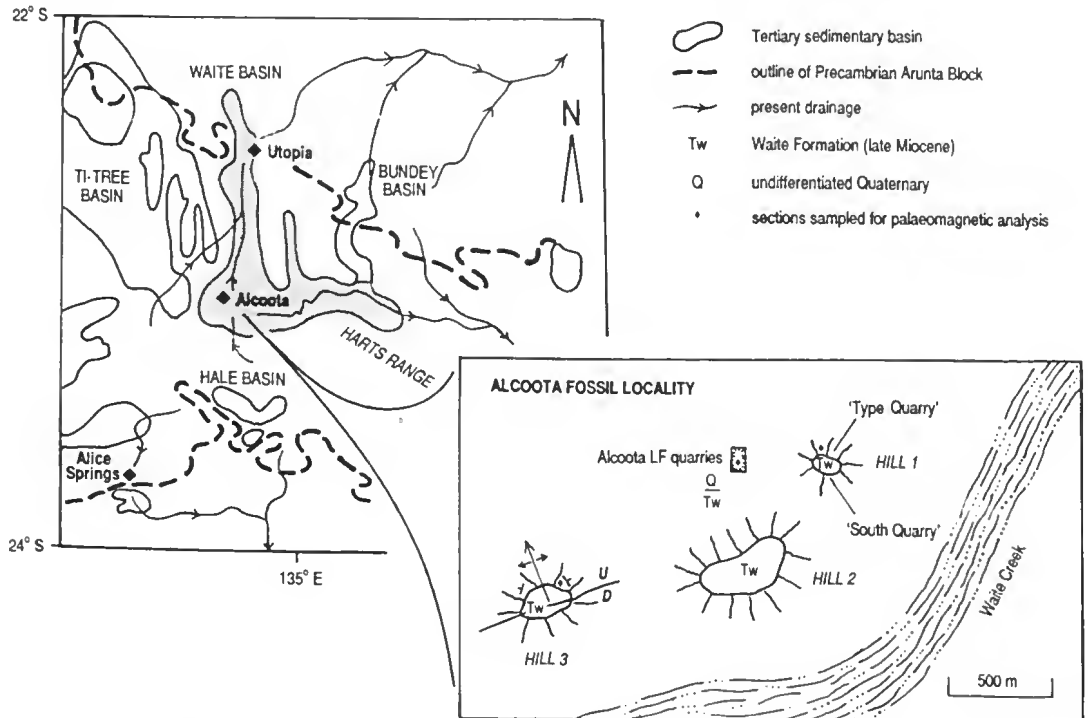 22° S
WAITE BASIN
Utopia
TI-TREE
BASIN
BUNDEY
BASIN
Alcoota
HARTS RANGE
HALE BASIN
Alice
Springs
24° S
135° E
N
Tertiary sedimentary basin
outline of Precambrian Arunta Block
present drainage
Tw Waite Formation (late Miocene)
Q undifferentiated Quaternary
sections sampled for palaeomagnetic analysis
ALCOOTA FOSSIL LOCALITY
'Type Quarry'
Alcoota LF quarries
Tw HILL 1
Q
Tw
'South Quarry'
Tw
HILL 2
U
D
Tw
HILL 3
Waite Creek
500 m